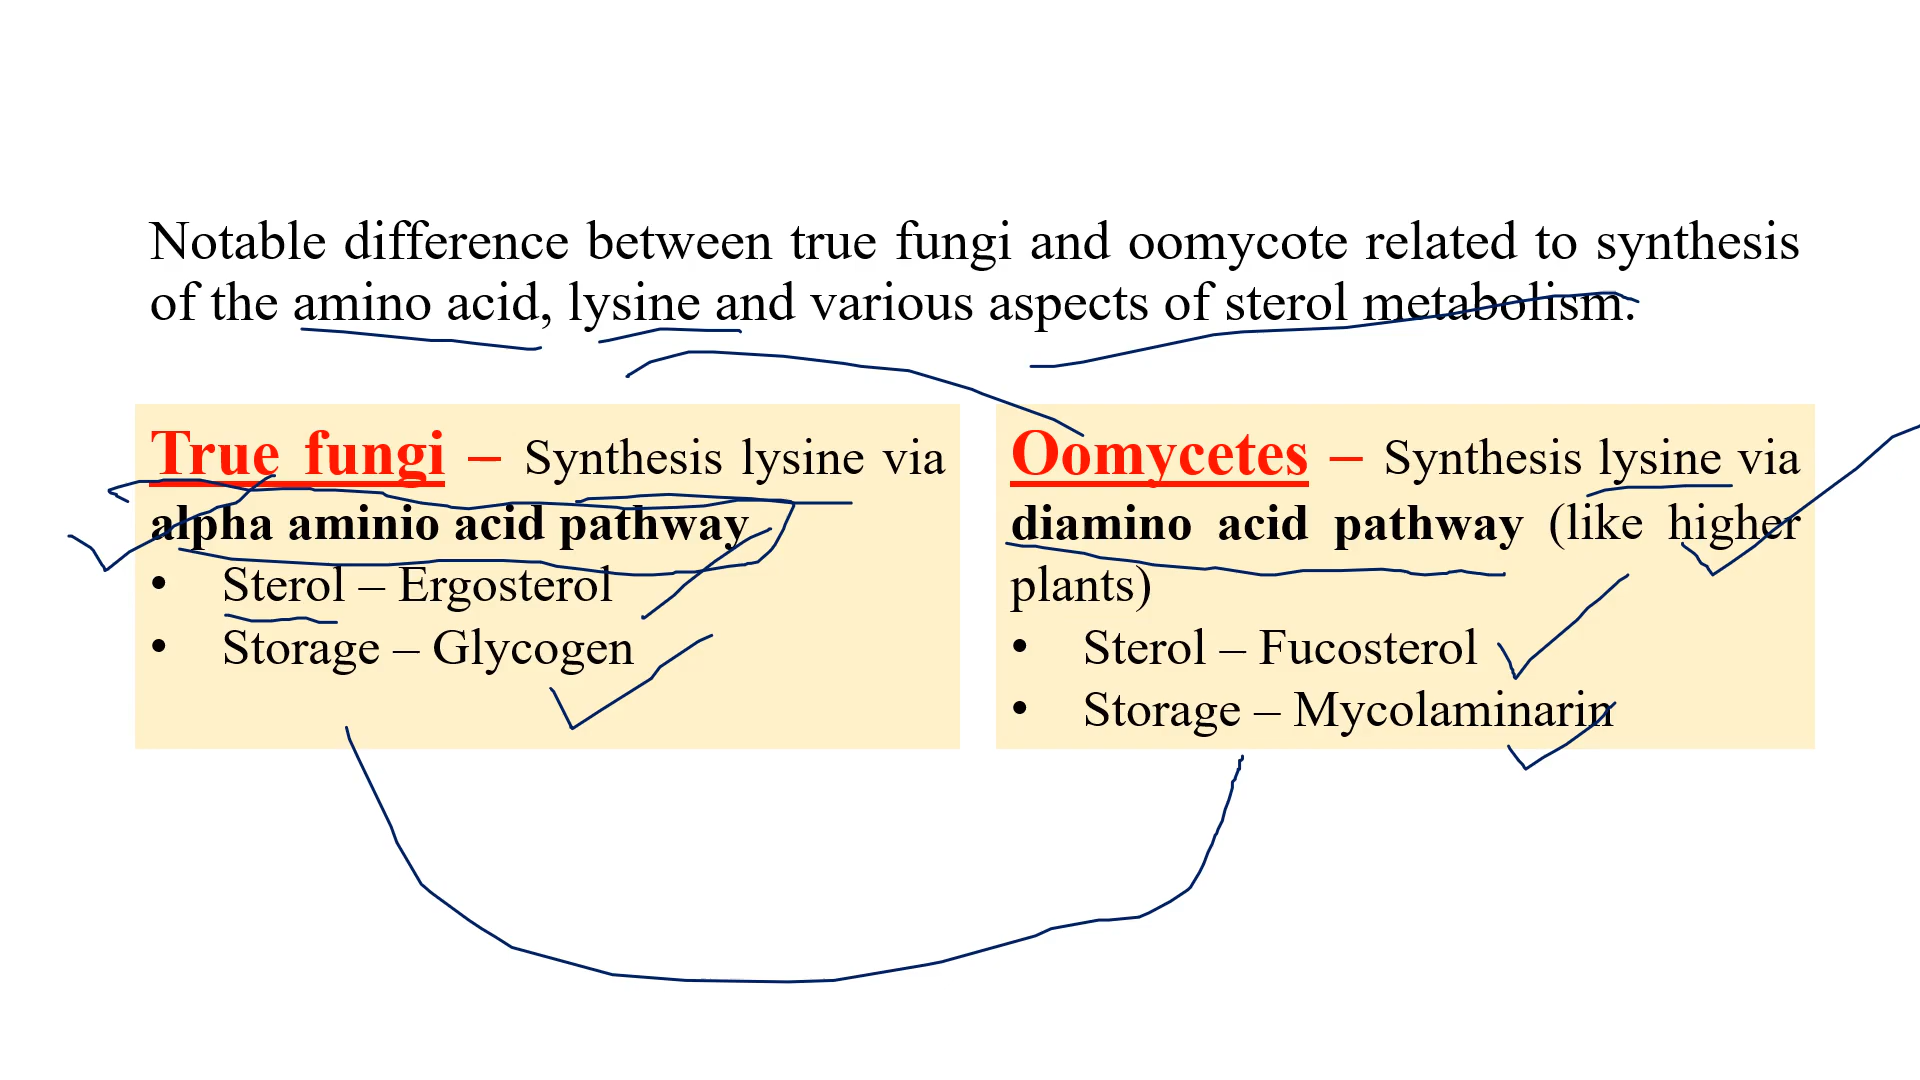 Notable difference between true fungi and oomycote related to synthesis
of the amino acid, lysine and various aspects of sterol metabolism.
True fungi – Synthesis lysine via
alpha aminio acid pathway
• Sterol – Ergosterol
• Storage – Glycogen
Oomycetes – Synthesis lysine via
diamino acid pathway (like higher
plants)
• Sterol – Fucosterol
• Storage – Mycolaminarin